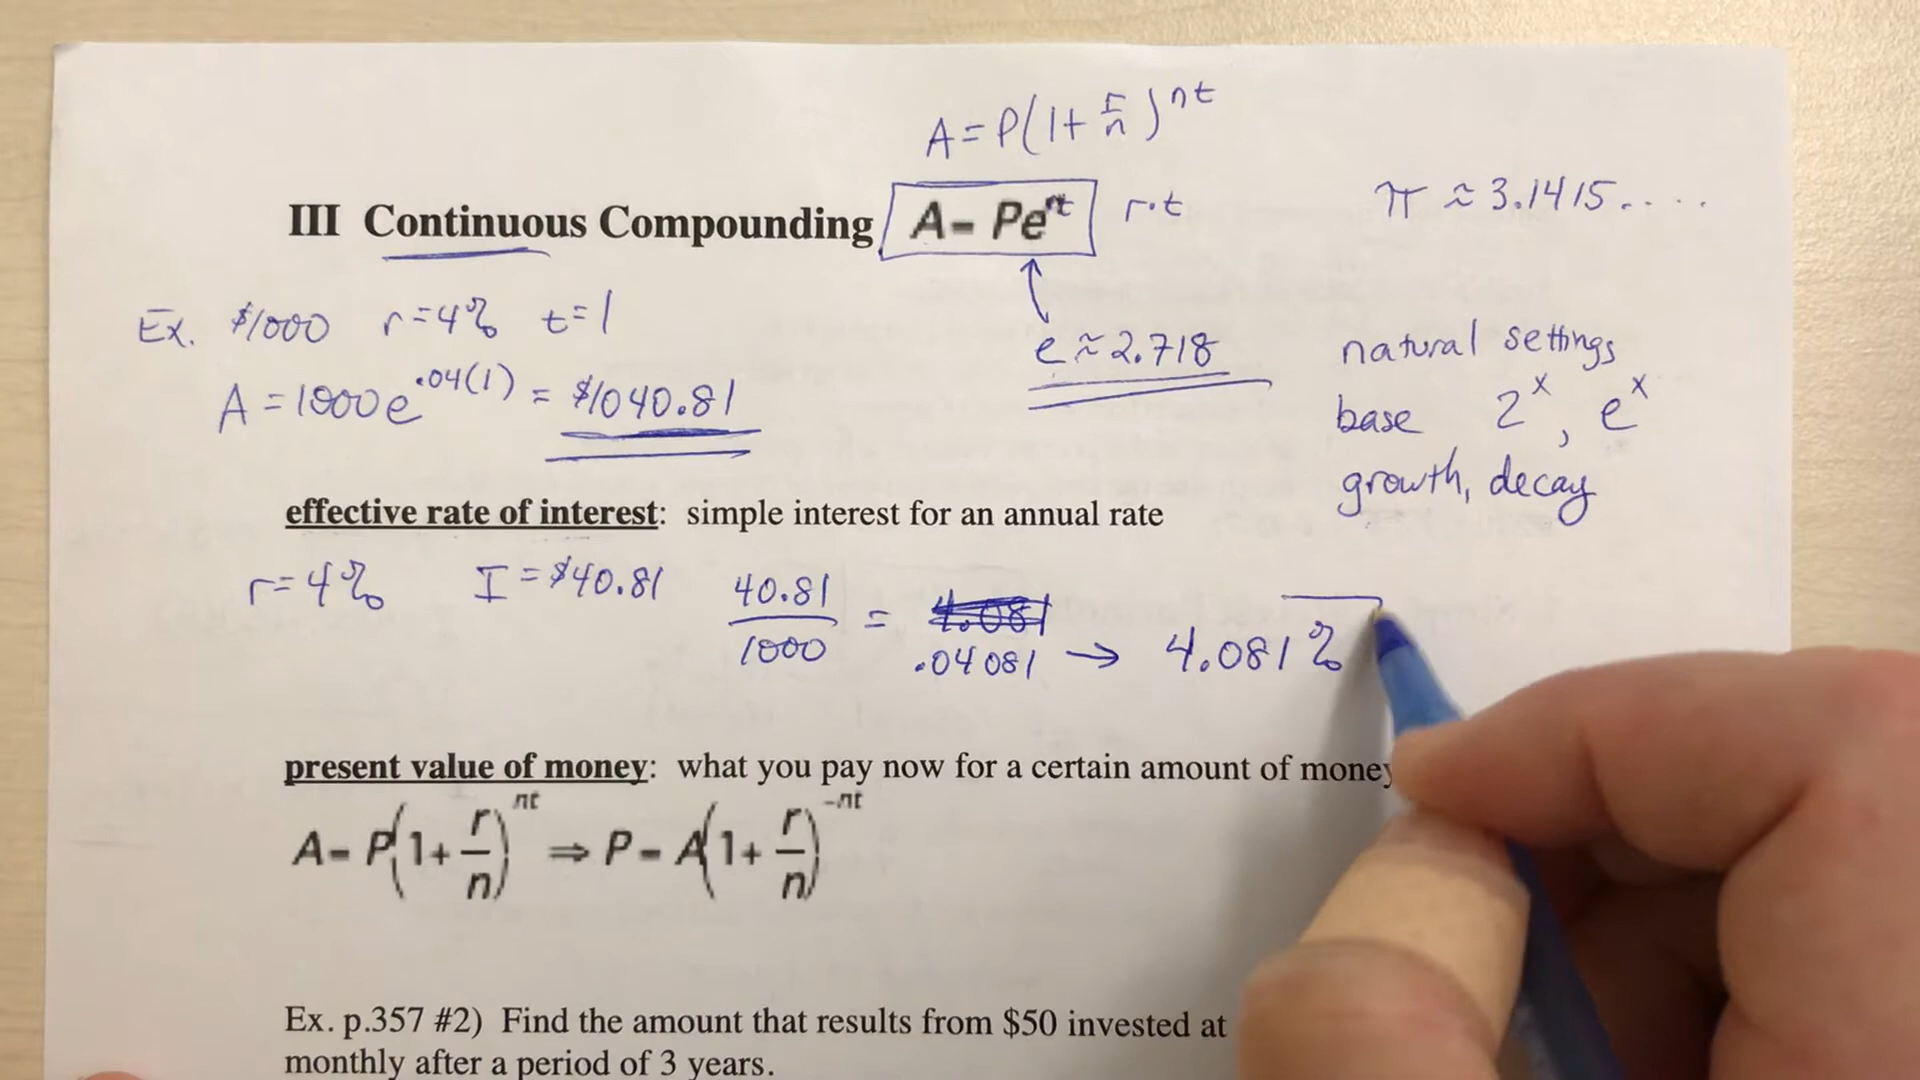 A = P(1 + r/n)^nt
III Continuous Compounding A = Pe^rt r·t π ≈ 3.1415.....
Ex. $1000 r = 4% t = 1
e ≈ 2.718 natural settings
A = 1000e^.04(1) = $1040.81 base 2^x, e^x
growth, decay
effective rate of interest: simple interest for an annual rate
r = 4% I = $40.81 40.81/1000 = 4.081
.04081 → 4.081%
present value of money: what you pay now for a certain amount of money
A = P(1 + r/n)^nt ⇒ P = A(1 + r/n)^-nt
Ex. p.357 #2) Find the amount that results from $50 invested at
monthly after a period of 3 years.